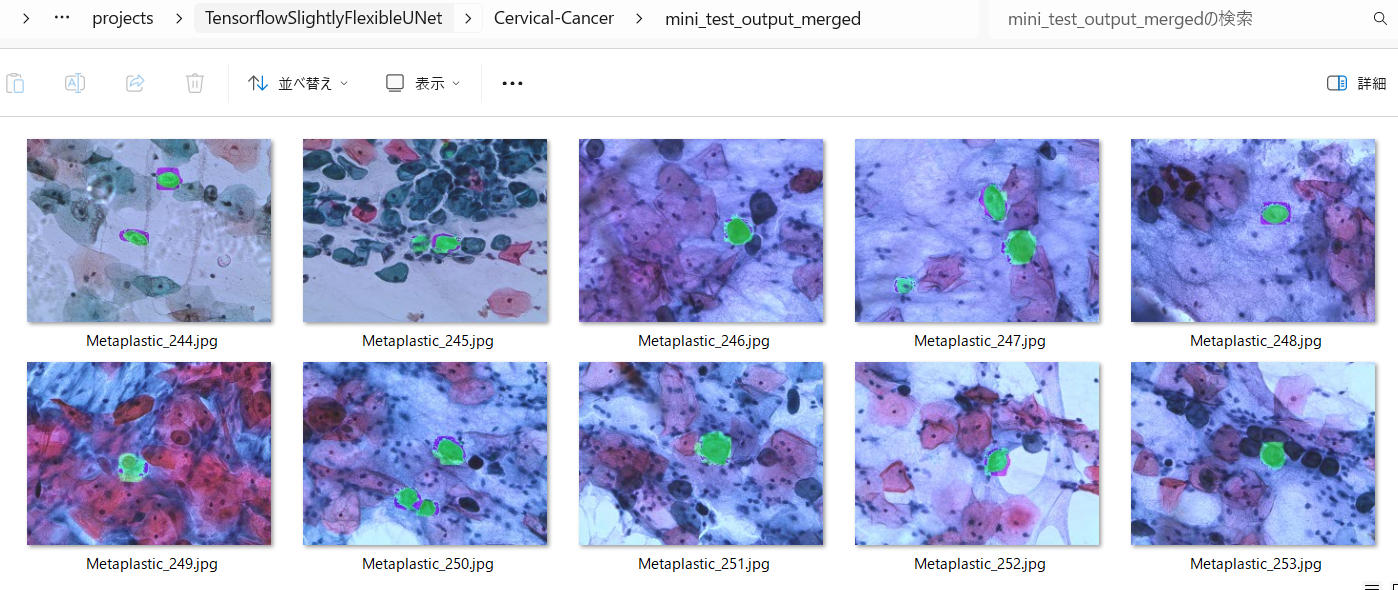 projects > TensorflowSlightlyFlexibleUNet > Cervical-Cancer > mini_test_output_merged
mini_test_output_mergedの検索
並べ替え
表示
詳細
Metaplastic_244.jpg
Metaplastic_245.jpg
Metaplastic_246.jpg
Metaplastic_247.jpg
Metaplastic_248.jpg
Metaplastic_249.jpg
Metaplastic_250.jpg
Metaplastic_251.jpg
Metaplastic_252.jpg
Metaplastic_253.jpg